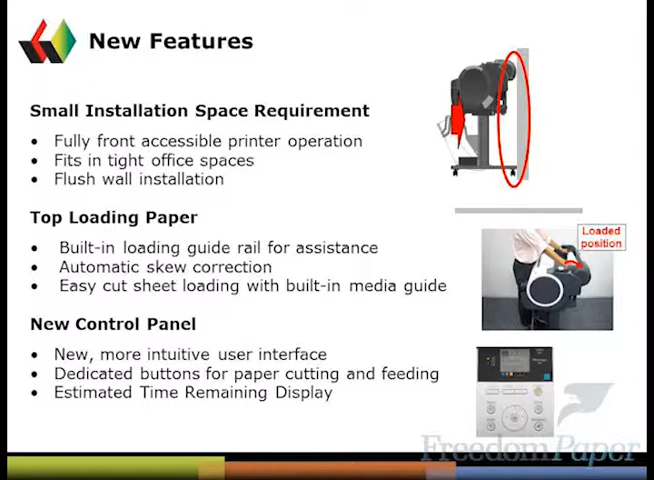 New Features
Small Installation Space Requirement
• Fully front accessible printer operation
• Fits in tight office spaces
• Flush wall installation
Top Loading Paper
• Built-in loading guide rail for assistance
• Automatic skew correction
• Easy cut sheet loading with built-in media guide
Loaded
position
New Control Panel
• New, more intuitive user interface
• Dedicated buttons for paper cutting and feeding
• Estimated Time Remaining Display
FreedomPaper